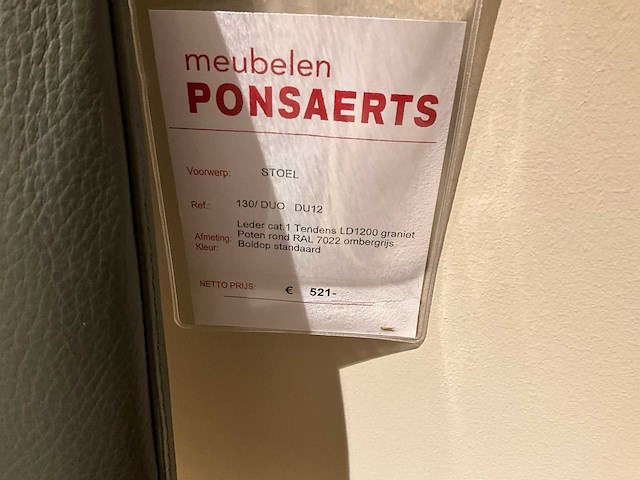 meubelen
PONSAERTS
Voorwerp: STOEL
Ref.: 130/ DUO DU12
Leder cat.1 Tendens LD1200 graniet
Afmeting: Poten rond RAL 7022 ombergrijs
Kleur: Boldop standaard
NETTO PRIJS: € 521-